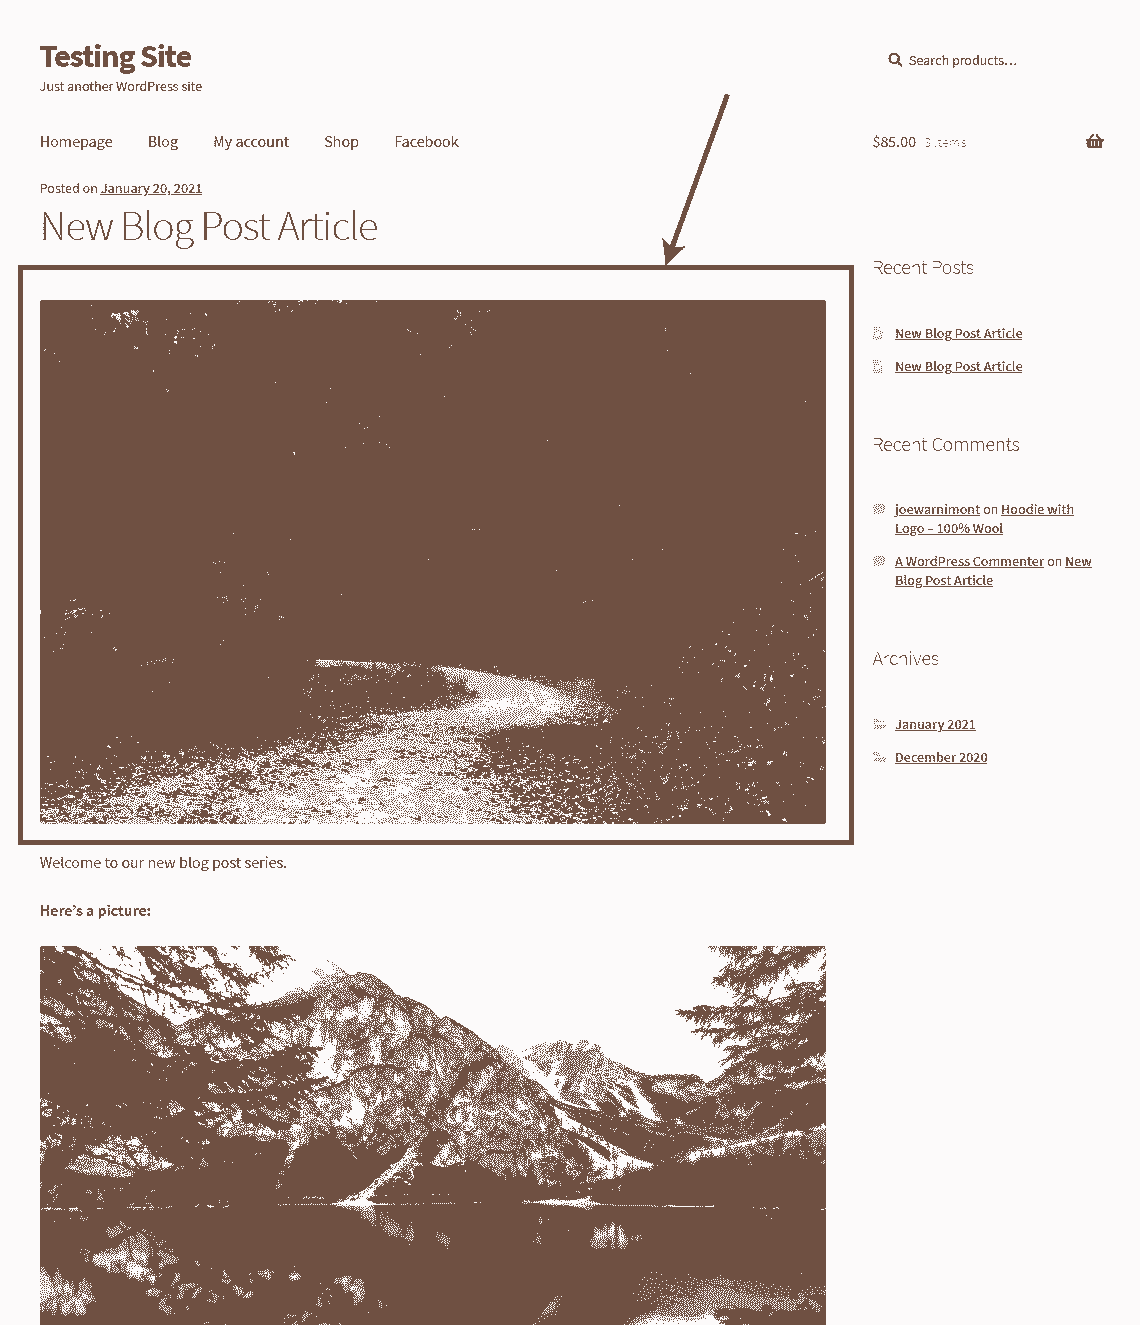 Testing Site
Just another WordPress site
Search products…
Homepage Blog My account Shop Facebook
$85.00 3 items
Posted on January 20, 2021
New Blog Post Article
Welcome to our new blog post series.
Here’s a picture:
Recent Posts
New Blog Post Article
New Blog Post Article
Recent Comments
joewarnimont on Hoodie with
Logo – 100% Wool
A WordPress Commenter on New
Blog Post Article
Archives
January 2021
December 2020